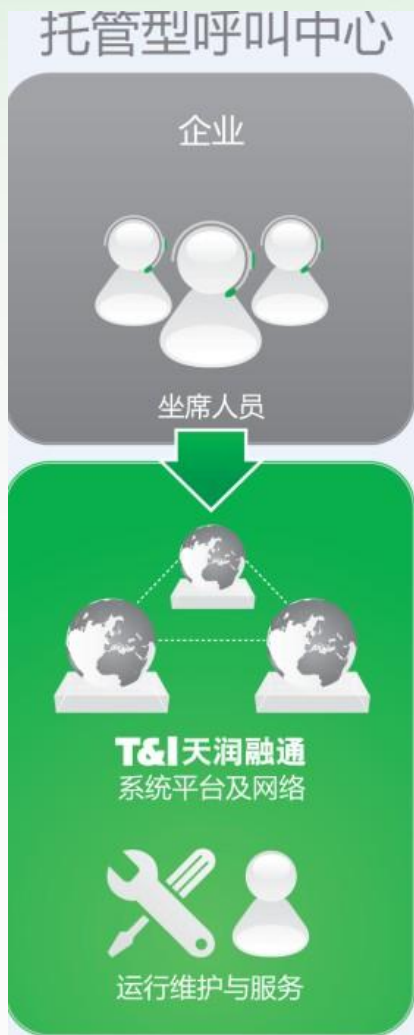 托管型呼叫中心
企业
坐席人员
T&I天润融通
系统平台及网络
运行维护与服务